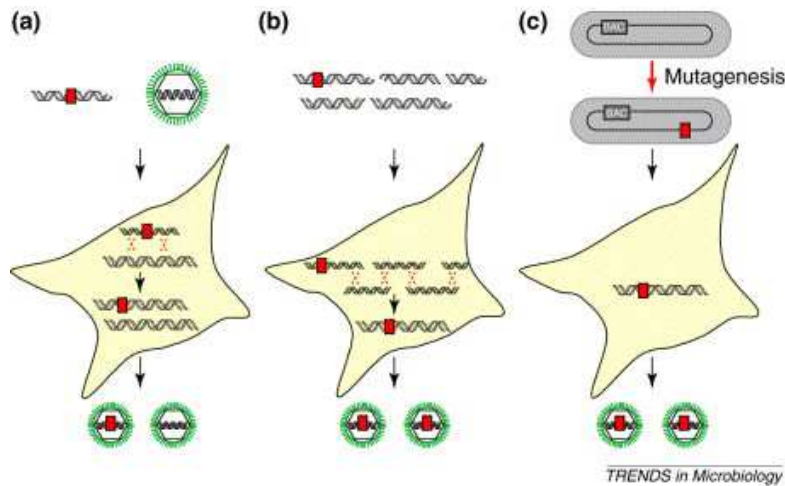 (a)
(b)
(c)
BAC
Mutagenesis
BAC
TRENDS in Microbiology